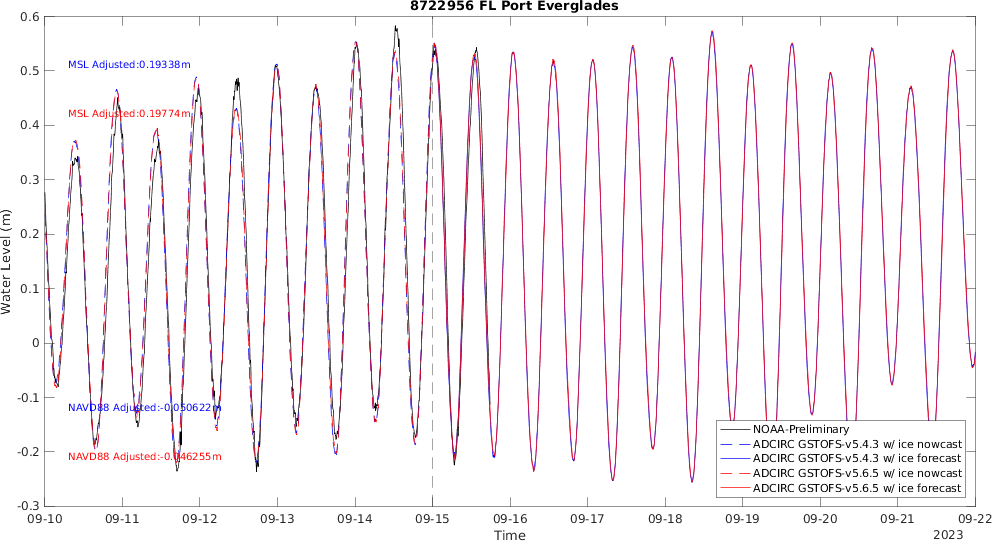 8722956 FL Port Everglades
0.6
0.5
0.4
0.3
0.2
0.1
0
-0.1
-0.2
-0.3
Water Level (m)
MSL Adjusted:0.19338m
MSL Adjusted:0.19774m
NAVD88 Adjusted:-0.050622m
NAVD88 Adjusted:-0.046255m
NOAA-Preliminary
ADCIRC GSTOFS-v5.4.3 w/ ice nowcast
ADCIRC GSTOFS-v5.4.3 w/ ice forecast
ADCIRC GSTOFS-v5.6.5 w/ ice nowcast
ADCIRC GSTOFS-v5.6.5 w/ ice forecast
09-10 09-11 09-12 09-13 09-14 09-15 09-16 09-17 09-18 09-19 09-20 09-21 09-22
Time
2023